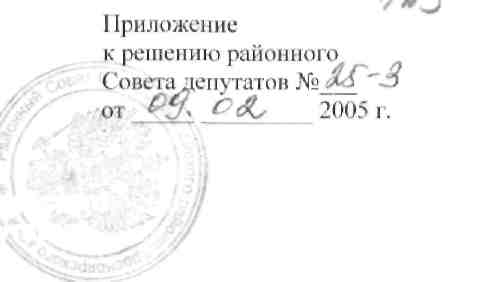 Приложение
к решению районного
Совета депутатов № 25-3
от 09. 02 2005 г.